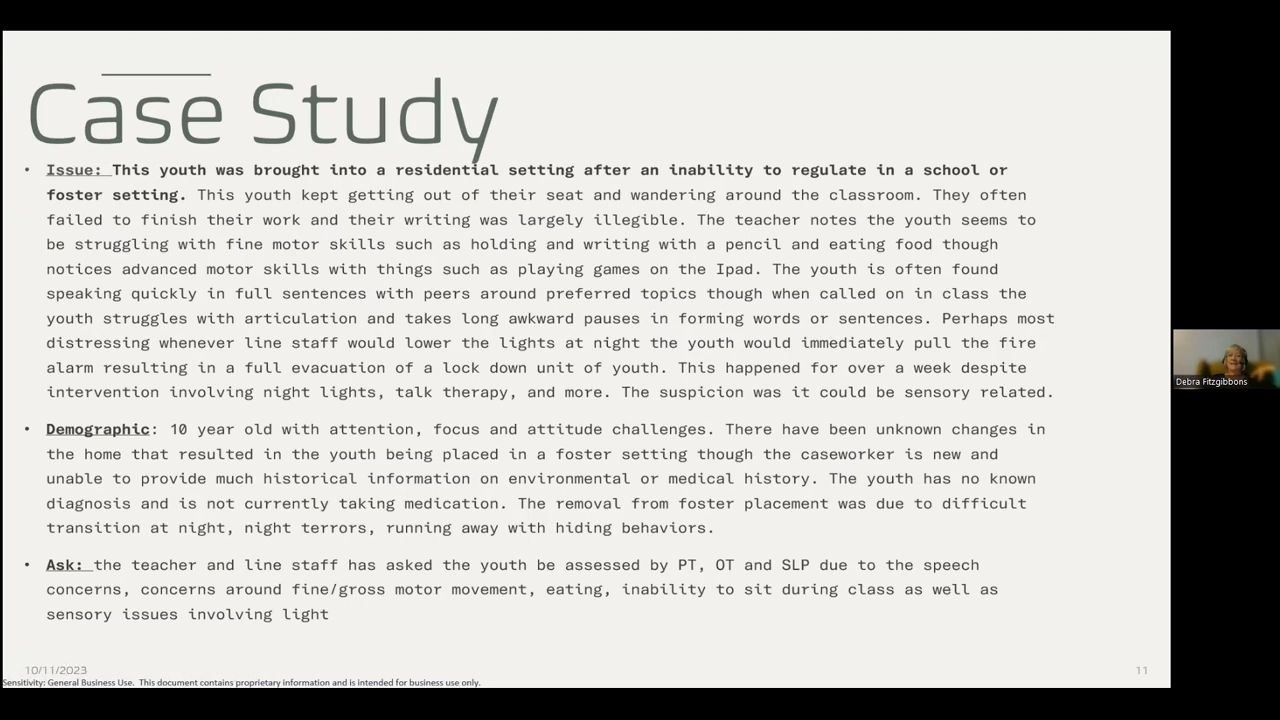 Case Study
• Issue: This youth was brought into a residential setting after an inability to regulate in a school or
foster setting. This youth kept getting out of their seat and wandering around the classroom. They often
failed to finish their work and their writing was largely illegible. The teacher notes the youth seems to
be struggling with fine motor skills such as holding and writing with a pencil and eating food though
notices advanced motor skills with things such as playing games on the Ipad. The youth is often found
speaking quickly in full sentences with peers around preferred topics though when called on in class the
youth struggles with articulation and takes long awkward pauses in forming words or sentences. Perhaps most
distressing whenever line staff would lower the lights at night the youth would immediately pull the fire
alarm resulting in a full evacuation of a lock down unit of youth. This happened for over a week despite
intervention involving night lights, talk therapy, and more. The suspicion was it could be sensory related.
• Demographic: 10 year old with attention, focus and attitude challenges. There have been unknown changes in
the home that resulted in the youth being placed in a foster setting though the caseworker is new and
unable to provide much historical information on environmental or medical history. The youth has no known
diagnosis and is not currently taking medication. The removal from foster placement was due to difficult
transition at night, night terrors, running away with hiding behaviors.
• Ask: the teacher and line staff has asked the youth be assessed by PT, OT and SLP due to the speech
concerns, concerns around fine/gross motor movement, eating, inability to sit during class as well as
sensory issues involving light
10/11/2023
11
Sensitivity: General Business Use. This document contains proprietary information and is intended for business use only.
Debra Fitzgibbons